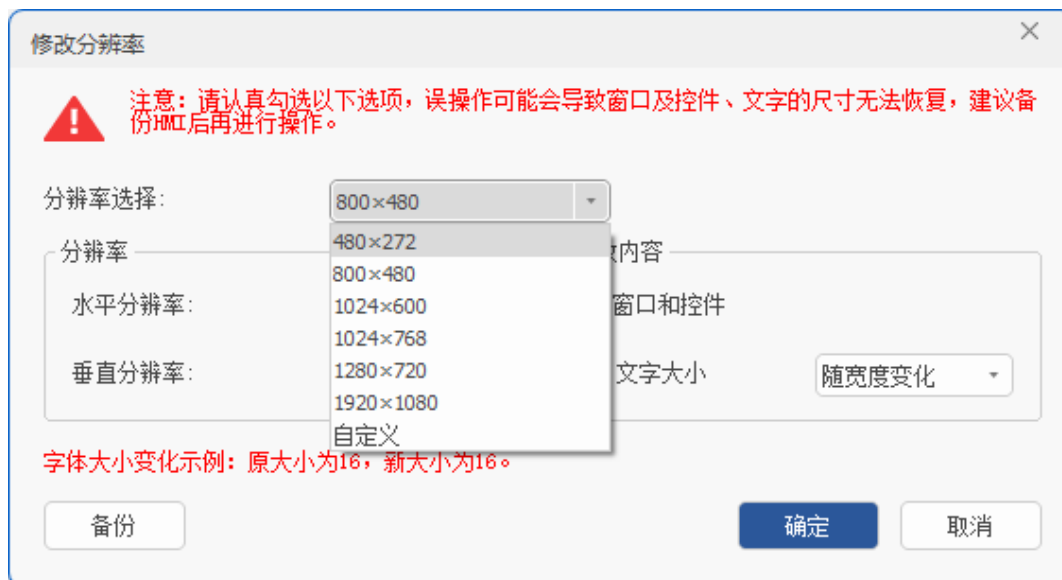 修改分辨率
注意：请认真勾选以下选项，误操作可能会导致窗口及控件、文字的尺寸无法恢复，建议备
份HMI后再进行操作。
分辨率选择：
800×480
480×272
800×480
1024×600
1024×768
1280×720
1920×1080
自定义
分辨率
内容
水平分辨率：
窗口和控件
垂直分辨率：
文字大小
随宽度变化
字体大小变化示例：原大小为16，新大小为16。
备份
确定
取消